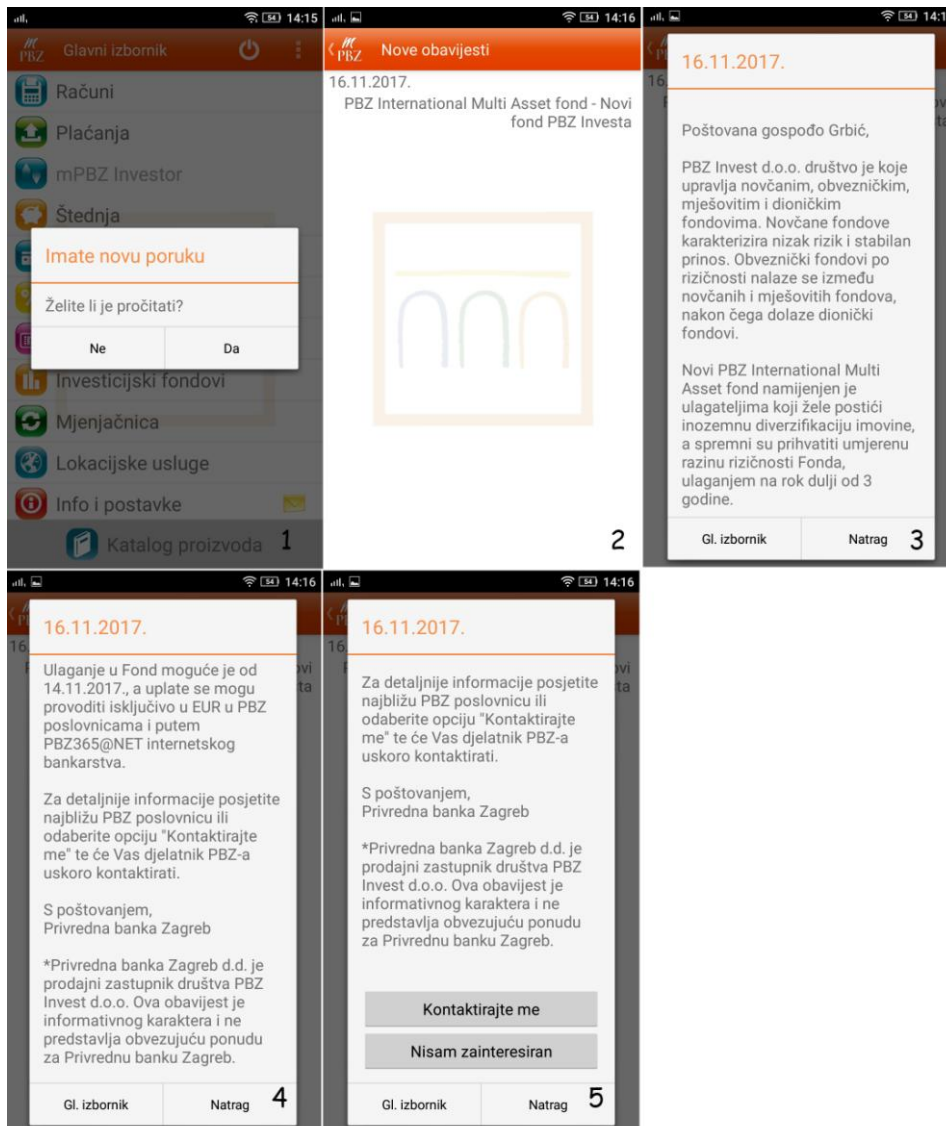 14:15
PBZ Glavni izbornik
Računi
Plaćanja
mPBZ Investor
Štednja
Imate novu poruku
Želite li je pročitati?
Ne Da
Investicijski fondovi
Mjenjačnica
Lokacijske usluge
Info i postavke
Katalog proizvoda 1
54 14:16
PBZ Nove obavijesti
16.11.2017.
PBZ International Multi Asset fond - Novi
fond PBZ Investa
2
54
16.11.2017.
Poštovana gospođo Grbić,
PBZ Invest d.o.o. društvo je koje
upravlja novčanim, obvezničkim,
mješovitim i dioničkim
fondovima. Novčane fondove
karakterizira nizak rizik i stabilan
prinos. Obveznički fondovi po
rizičnosti nalaze se između
novčanih i mješovitih fondova,
nakon čega dolaze dionički
fondovi.
Novi PBZ International Multi
Asset fond namijenjen je
ulagateljima koji žele postići
inozemnu diverzifikaciju imovine,
a spremni su prihvatiti umjerenu
razinu rizičnosti Fonda,
ulaganjem na rok dulji od 3
godine.
Gl. izbornik Natrag 3
54 14:16
16.11.2017.
Ulaganje u Fond moguće je od
14.11.2017., a uplate se mogu
provoditi isključivo u EUR u PBZ
poslovnicama i putem
PBZ365@NET internetskog
bankarstva.
Za detaljnije informacije posjetite
najbližu PBZ poslovnicu ili
odaberite opciju "Kontaktirajte
me" te će Vas djelatnik PBZ-a
uskoro kontaktirati.
S poštovanjem,
Privredna banka Zagreb
*Privredna banka Zagreb d.d. je
prodajni zastupnik društva PBZ
Invest d.o.o. Ova obavijest je
informativnog karaktera i ne
predstavlja obvezujuću ponudu
za Privrednu banku Zagreb.
Gl. izbornik Natrag 4
54 14:16
16.11.2017.
Za detaljnije informacije posjetite
najbližu PBZ poslovnicu ili
odaberite opciju "Kontaktirajte
me" te će Vas djelatnik PBZ-a
uskoro kontaktirati.
S poštovanjem,
Privredna banka Zagreb
*Privredna banka Zagreb d.d. je
prodajni zastupnik društva PBZ
Invest d.o.o. Ova obavijest je
informativnog karaktera i ne
predstavlja obvezujuću ponudu
za Privrednu banku Zagreb.
Kontaktirajte me
Nisam zainteresiran
Gl. izbornik Natrag 5